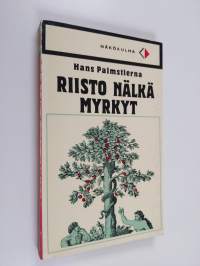 NÄKÖKULMA
Hans Palmstierna
RIISTO NÄLKÄ
MYRKYT